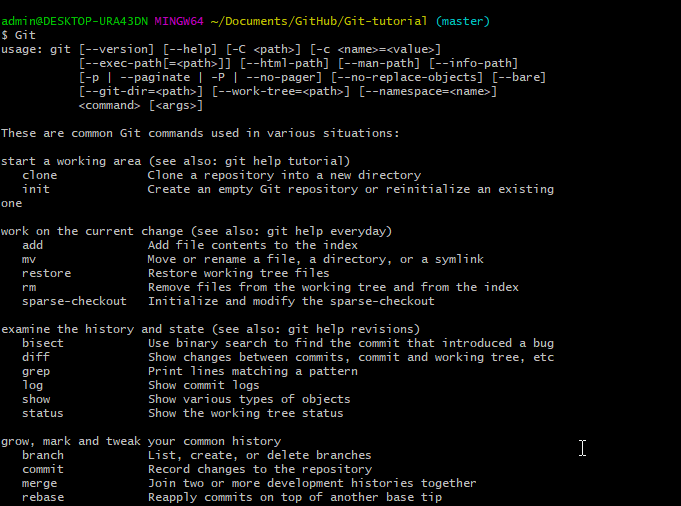 admin@DESKTOP-URA43DN MINGW64 ~/Documents/GitHub/Git-tutorial (master)
$ Git
usage: git [--version] [--help] [-C <path>] [-c <name>=<value>]
           [--exec-path[=<path>]] [--html-path] [--man-path] [--info-path]
           [-p | --paginate | -P | --no-pager] [--no-replace-objects] [--bare]
           [--git-dir=<path>] [--work-tree=<path>] [--namespace=<name>]
           <command> [<args>]

These are common Git commands used in various situations:

start a working area (see also: git help tutorial)
   clone             Clone a repository into a new directory
   init              Create an empty Git repository or reinitialize an existing
one

work on the current change (see also: git help everyday)
   add               Add file contents to the index
   mv                Move or rename a file, a directory, or a symlink
   restore           Restore working tree files
   rm                Remove files from the working tree and from the index
   sparse-checkout   Initialize and modify the sparse-checkout

examine the history and state (see also: git help revisions)
   bisect            Use binary search to find the commit that introduced a bug
   diff              Show changes between commits, commit and working tree, etc
   grep              Print lines matching a pattern
   log               Show commit logs
   show              Show various types of objects
   status            Show the working tree status

grow, mark and tweak your common history
   branch            List, create, or delete branches
   commit            Record changes to the repository
   merge             Join two or more development histories together
   rebase            Reapply commits on top of another base tip